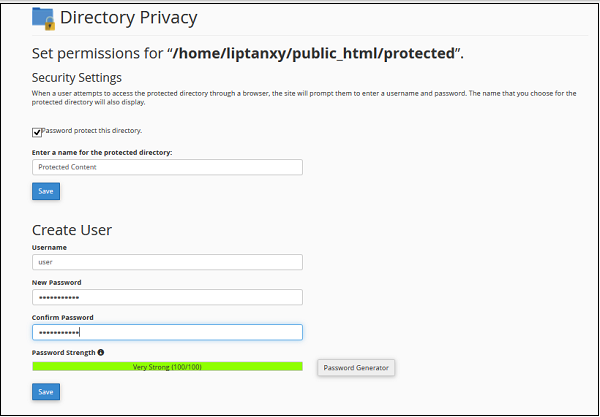 Directory Privacy
Set permissions for “/home/liptanxy/public_html/protected”.
Security Settings
When a user attempts to access the protected directory through a browser, the site will prompt them to enter a username and password. The name that you choose for the
protected directory will also display.
Password protect this directory.
Enter a name for the protected directory:
Protected Content
Save
Create User
Username
user
New Password
•••••••••••
Confirm Password
•••••••••••
Password Strength
Very Strong (100/100)
Password Generator
Save